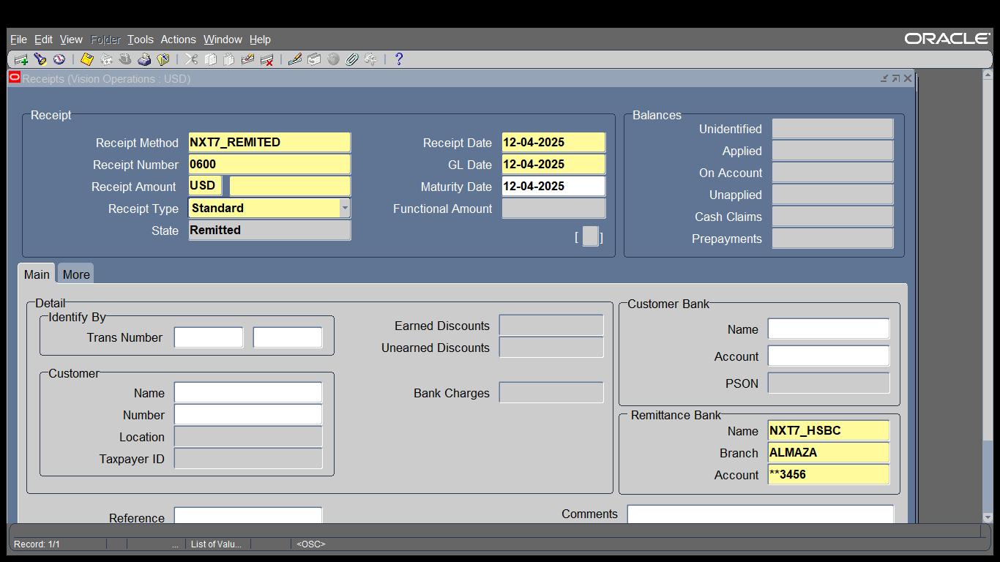 File Edit View Folder Tools Actions Window Help
ORACLE
Receipts (Vision Operations : USD)
Receipt
Receipt Method NXT7_REMITED
Receipt Number 0600
Receipt Amount USD
Receipt Type Standard
State Remitted
Receipt Date 12-04-2025
GL Date 12-04-2025
Maturity Date 12-04-2025
Functional Amount
[ ]
Balances
Unidentified
Applied
On Account
Unapplied
Cash Claims
Prepayments
Main More
Detail
Identify By
Trans Number
Customer
Name
Number
Location
Taxpayer ID
Earned Discounts
Unearned Discounts
Bank Charges
Customer Bank
Name
Account
PSON
Remittance Bank
Name NXT7_HSBC
Branch ALMAZA
Account **3456
Reference
Comments
Record: 1/1 ... List of Valu... <OSC>